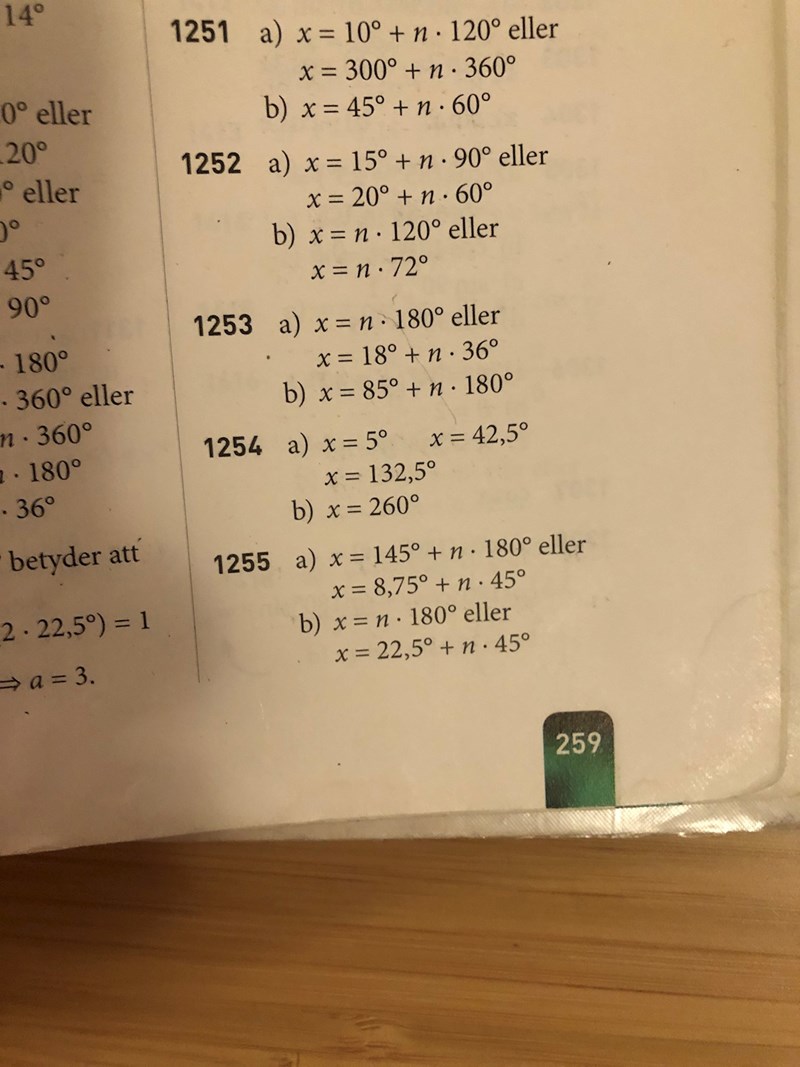 14°
0° eller
20°
° eller
0°
45°
90°
· 180°
· 360° eller
n · 360°
· 180°
· 36°
betyder att
2 · 22,5°) = 1
⇒ a = 3.
1251 a) x = 10° + n · 120° eller
x = 300° + n · 360°
b) x = 45° + n · 60°
1252 a) x = 15° + n · 90° eller
x = 20° + n · 60°
b) x = n · 120° eller
x = n · 72°
1253 a) x = n · 180° eller
x = 18° + n · 36°
b) x = 85° + n · 180°
1254 a) x = 5° x = 42,5°
x = 132,5°
b) x = 260°
1255 a) x = 145° + n · 180° eller
x = 8,75° + n · 45°
b) x = n · 180° eller
x = 22,5° + n · 45°
259